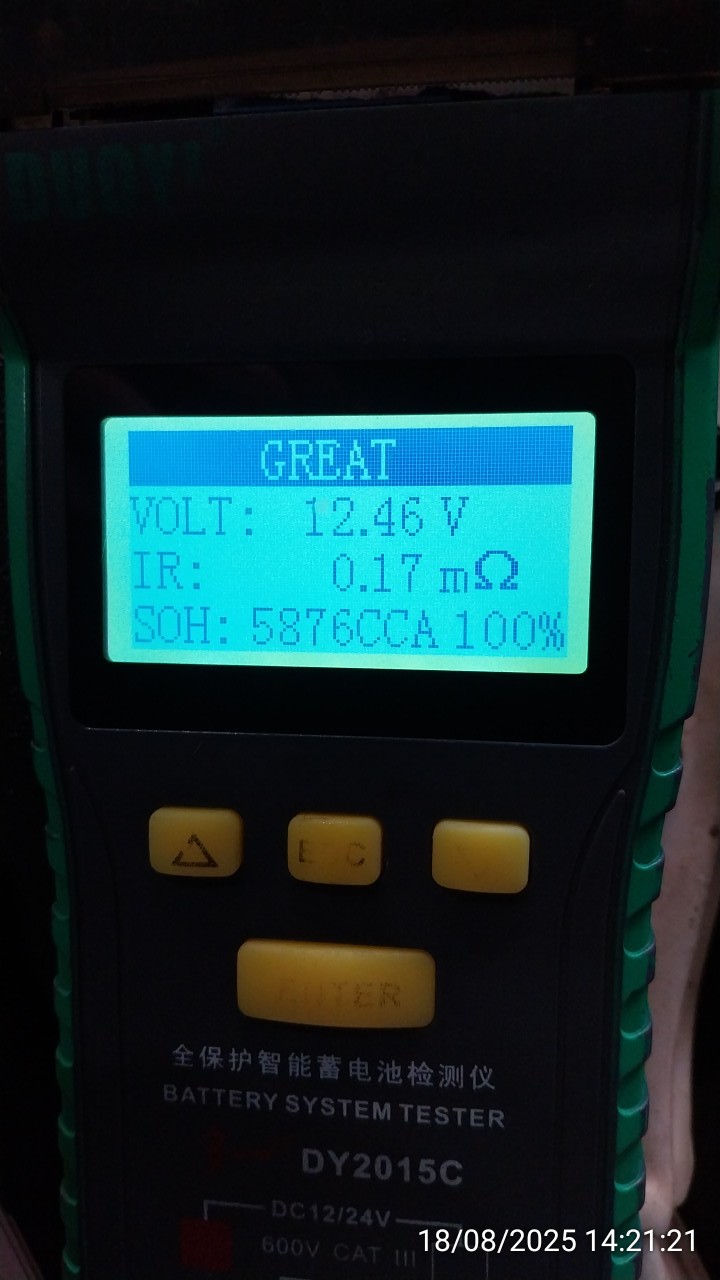 GREAT
VOLT: 12.46 V
IR: 0.17 mΩ
SOH: 5876CCA 100%
ENTER
全保护智能蓄电池检测仪
BATTERY SYSTEM TESTER
DY2015C
DC12/24V
600V CAT III
18/08/2025 14:21:21